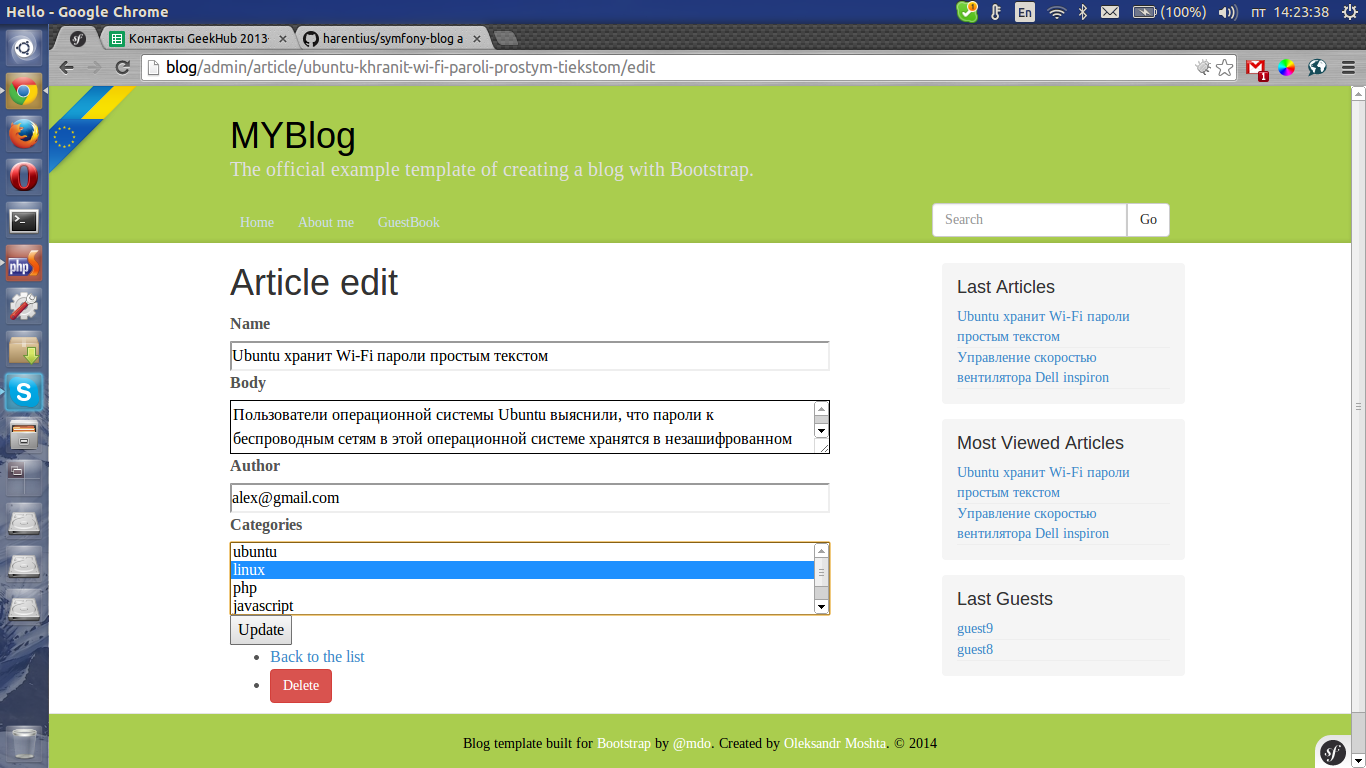 Hello - Google Chrome
En
(100%)
пт 14:23:38
Контакты GeekHub 2013-
harentius/symfony-blog a
blog/admin/article/ubuntu-khranit-wi-fi-paroli-prostym-tiekstom/edit
1
MYBlog
The official example template of creating a blog with Bootstrap.
Home
About me
GuestBook
Search
Go
Article edit
Name
Ubuntu хранит Wi-Fi пароли простым текстом
Body
Пользователи операционной системы Ubuntu выяснили, что пароли к
беспроводным сетям в этой операционной системе хранятся в незашифрованном
Author
alex@gmail.com
Categories
ubuntu
linux
php
javascript
Update
Back to the list
Delete
Last Articles
Ubuntu хранит Wi-Fi пароли
простым текстом
Управление скоростью
вентилятора Dell inspiron
Most Viewed Articles
Ubuntu хранит Wi-Fi пароли
простым текстом
Управление скоростью
вентилятора Dell inspiron
Last Guests
guest9
guest8
Blog template built for Bootstrap by @mdo. Created by Oleksandr Moshta. © 2014
php
S
sf